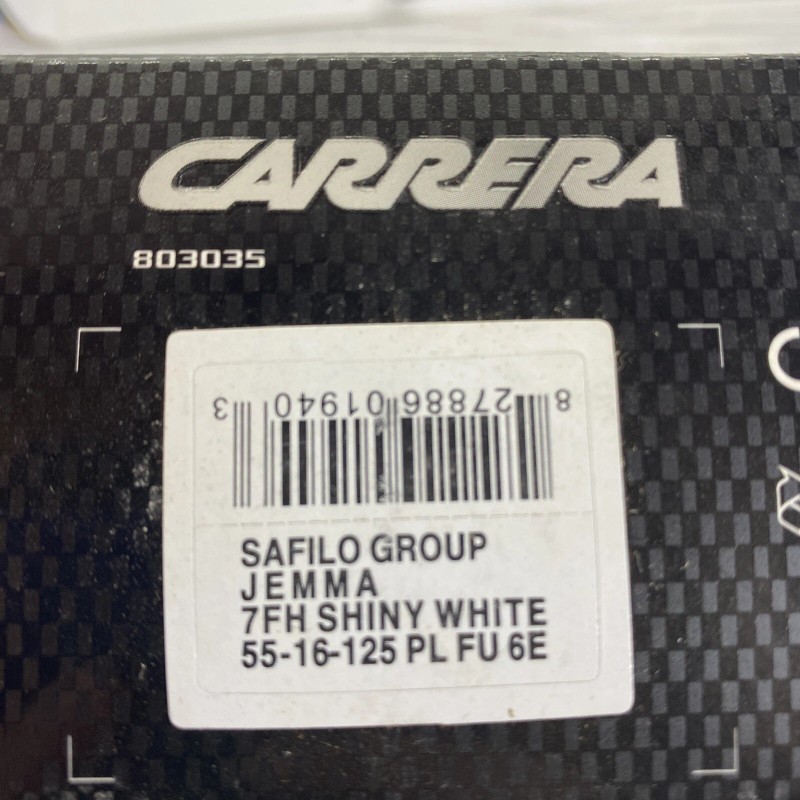 CARRERA
803035
8 27886 01940 3
SAFILO GROUP
JEMMA
7FH SHINY WHITE
55-16-125 PL FU 6E